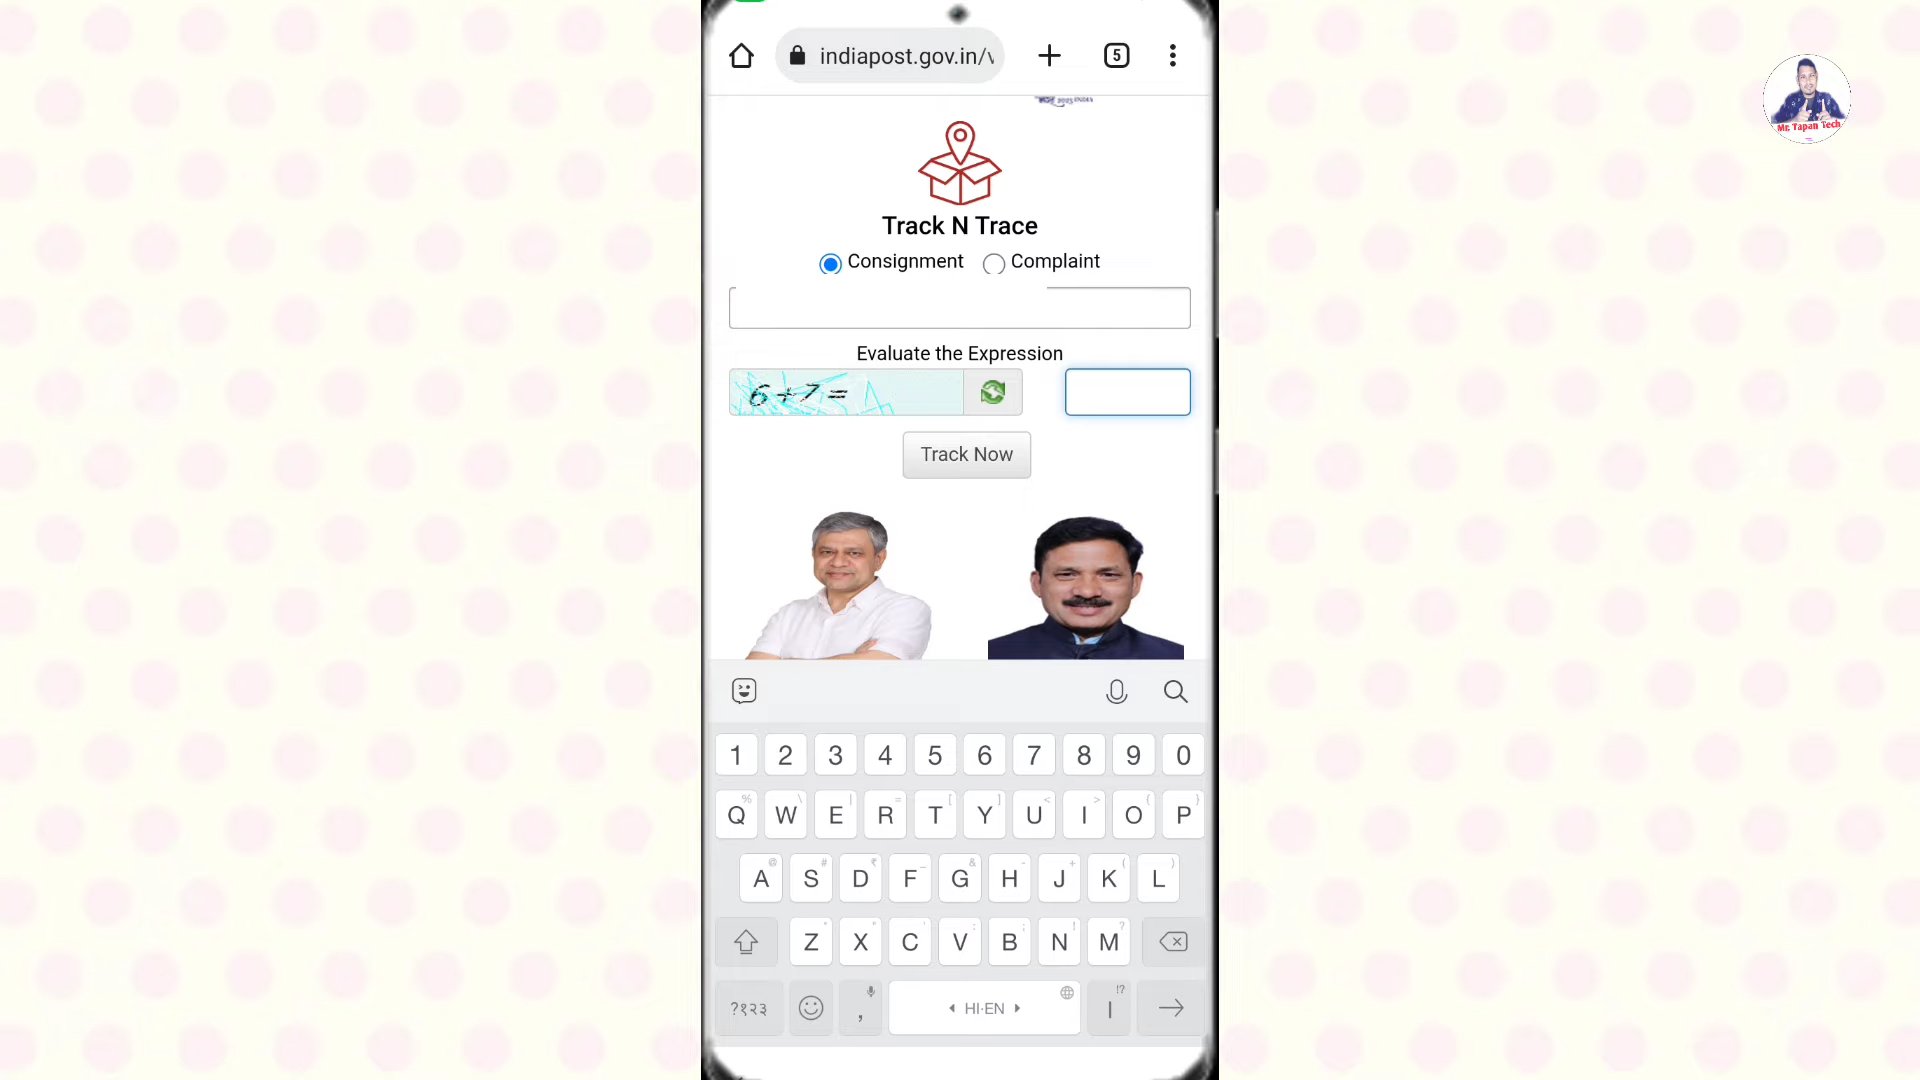 indiapost.gov.in/v
5
Mr. Tapan Tech
Track N Trace
Consignment Complaint
Evaluate the Expression
6+7=
Track Now
1 2 3 4 5 6 7 8 9 0
% \ | = [ ] < > { }
Q W E R T Y U I O P
@ # ₹ _ & - + ( )
A S D F G H J K L
Z X C V B N M
* " ' : ; ! ?
?१२३ , HI·EN !? |